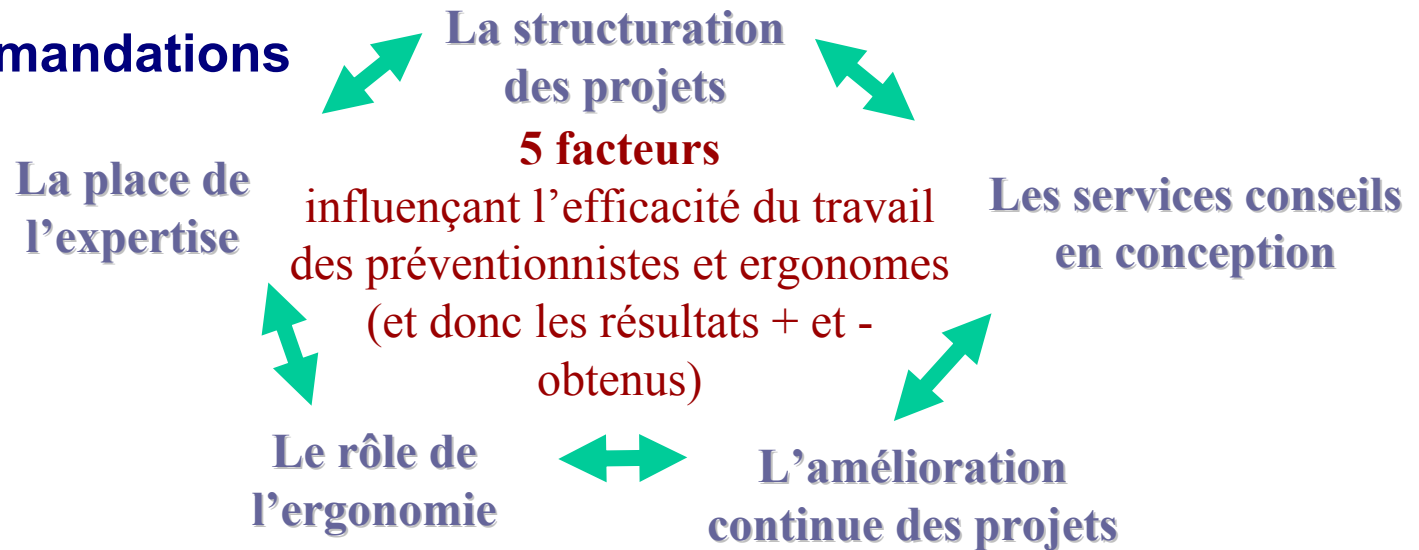 mandations
La structuration
des projets
5 facteurs
influençant l’efficacité du travail
des préventionnistes et ergonomes
(et donc les résultats + et -
obtenus)
La place de
l’expertise
Les services conseils
en conception
Le rôle de
l’ergonomie
L’amélioration
continue des projets